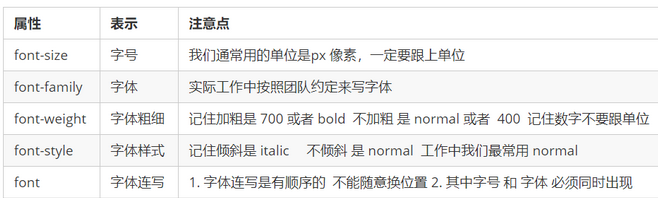 属性 表示 注意点
font-size 字号 我们通常用的单位是px 像素，一定要跟上单位
font-family 字体 实际工作中按照团队约定来写字体
font-weight 字体粗细 记住加粗是 700 或者 bold 不加粗 是 normal 或者 400 记住数字不要跟单位
font-style 字体样式 记住倾斜是 italic 不倾斜 是 normal 工作中我们最常用 normal
font 字体连写 1. 字体连写是有顺序的 不能随意换位置 2. 其中字号 和 字体 必须同时出现